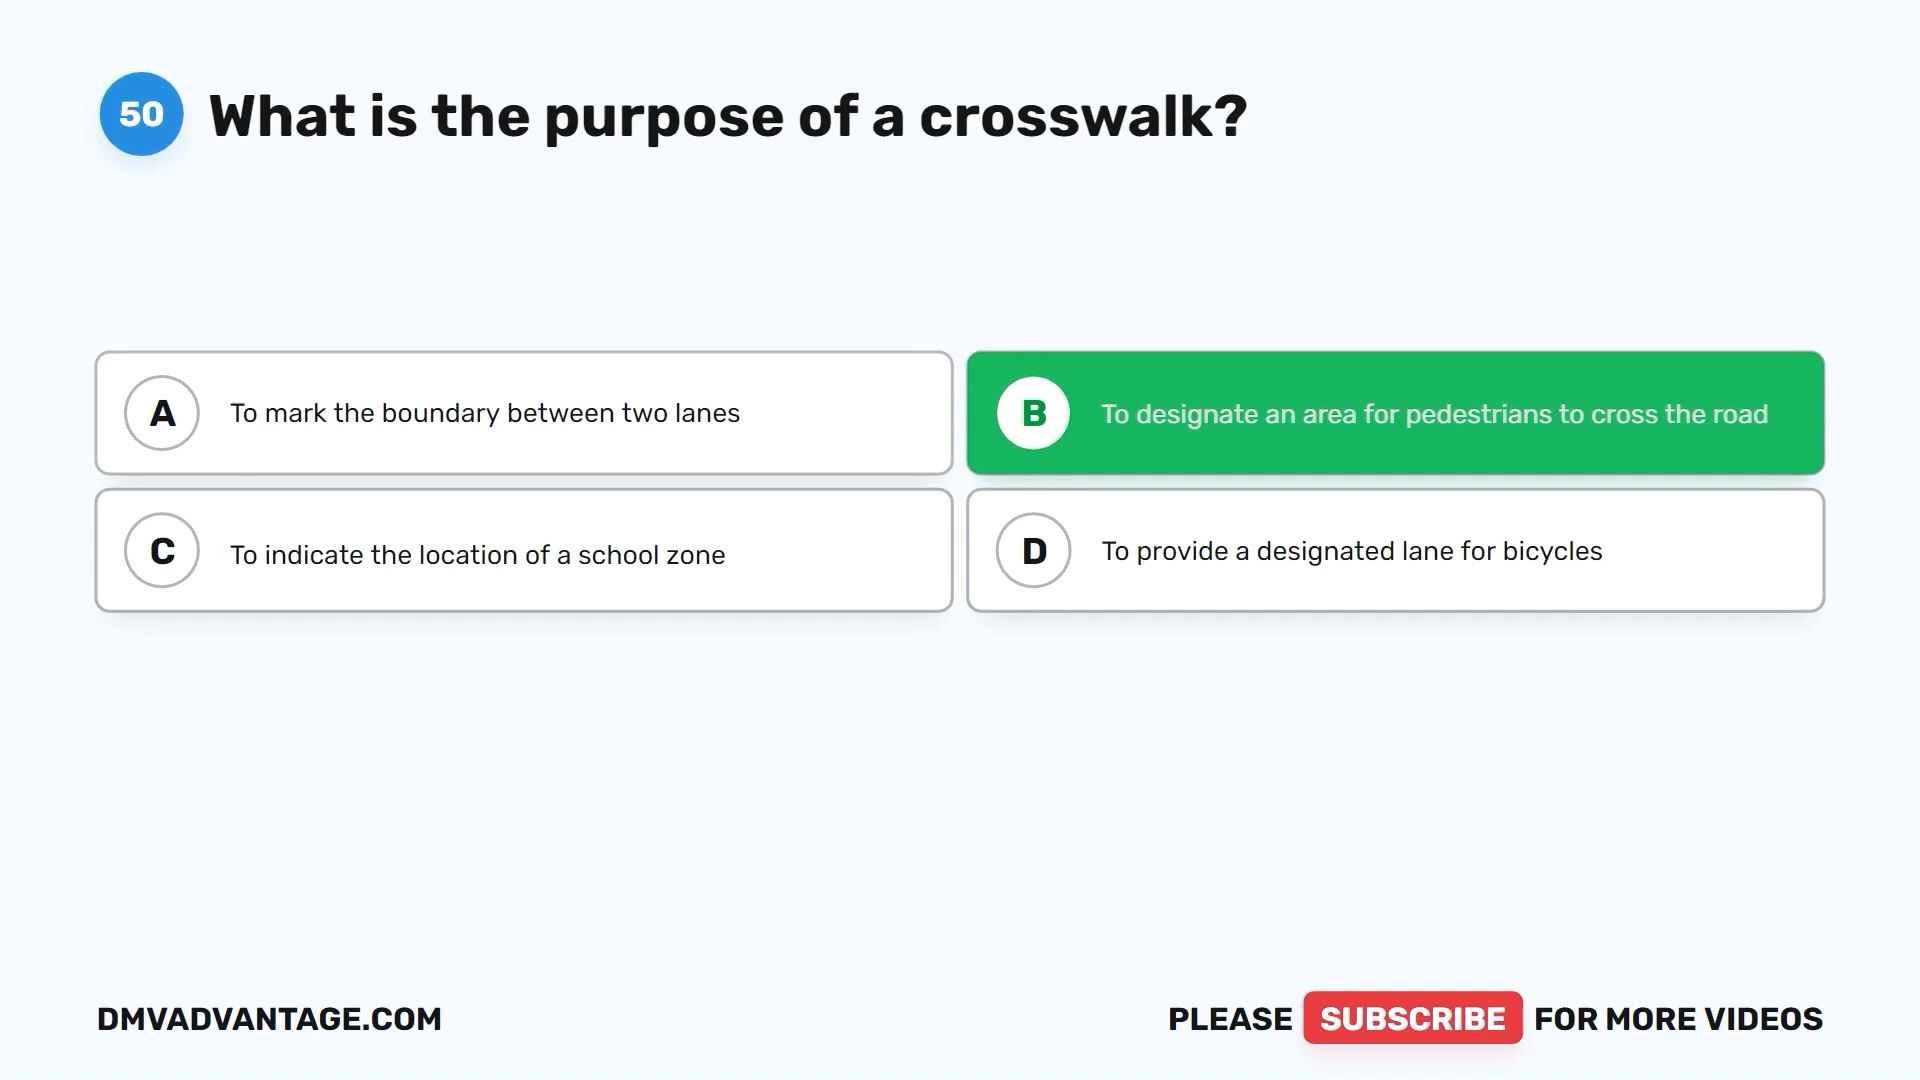 50 What is the purpose of a crosswalk?
A To mark the boundary between two lanes
B To designate an area for pedestrians to cross the road
C To indicate the location of a school zone
D To provide a designated lane for bicycles
DMVADVANTAGE.COM
PLEASE SUBSCRIBE FOR MORE VIDEOS